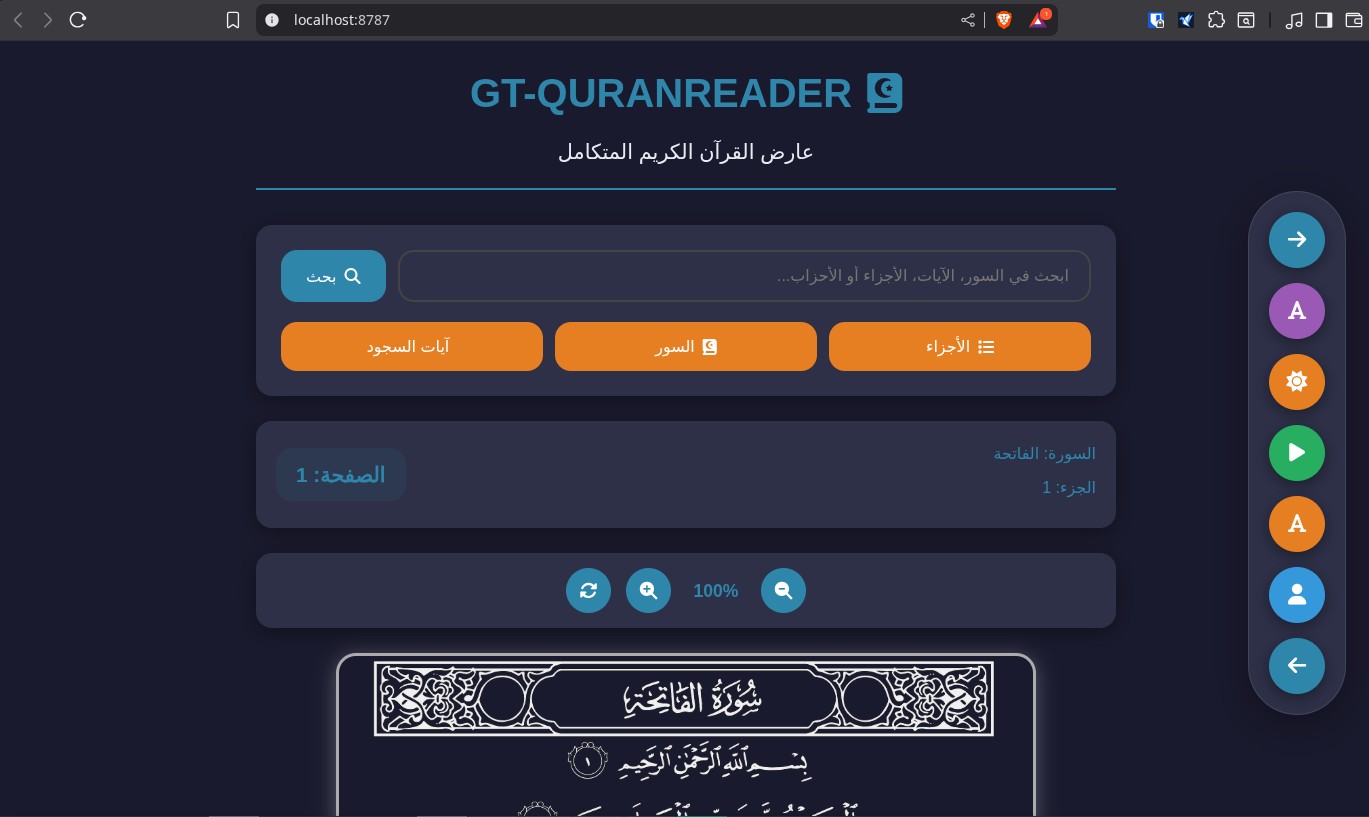 localhost:8787
GT-QURANREADER
عارض القرآن الكريم المتكامل
ابحث في السور، الآيات، الأجزاء أو الأحزاب...
بحث
الأجزاء
السور
آيات السجود
السورة: الفاتحة
الجزء: 1
الصفحة: 1
100%
سُورَةُ الفَاتِحَةِ
بِسْمِ ٱللَّهِ ٱلرَّحْمَٰنِ ٱلرَّحِيمِ ١